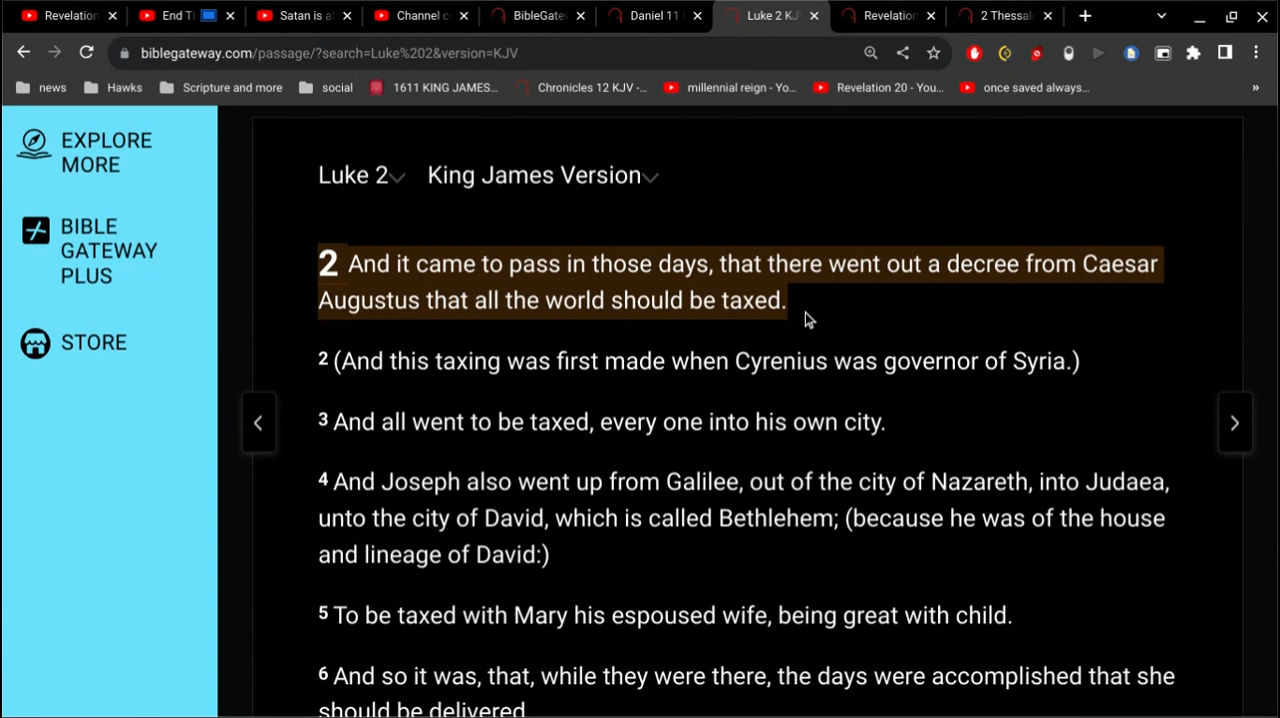 Revelation
End Ti
Satan is a
Channel c
BibleGate
Daniel 11
Luke 2 KJ
Revelation
2 Thessal
biblegateway.com/passage/?search=Luke%202&version=KJV
news
Hawks
Scripture and more
social
1611 KING JAMES...
Chronicles 12 KJV -...
millennial reign - Yo...
Revelation 20 - You...
once saved always...
»
EXPLORE
MORE
BIBLE
GATEWAY
PLUS
STORE
Luke 2 King James Version
2 And it came to pass in those days, that there went out a decree from Caesar
Augustus that all the world should be taxed.
2 (And this taxing was first made when Cyrenius was governor of Syria.)
3 And all went to be taxed, every one into his own city.
4 And Joseph also went up from Galilee, out of the city of Nazareth, into Judaea,
unto the city of David, which is called Bethlehem; (because he was of the house
and lineage of David:)
5 To be taxed with Mary his espoused wife, being great with child.
6 And so it was, that, while they were there, the days were accomplished that she
should be delivered